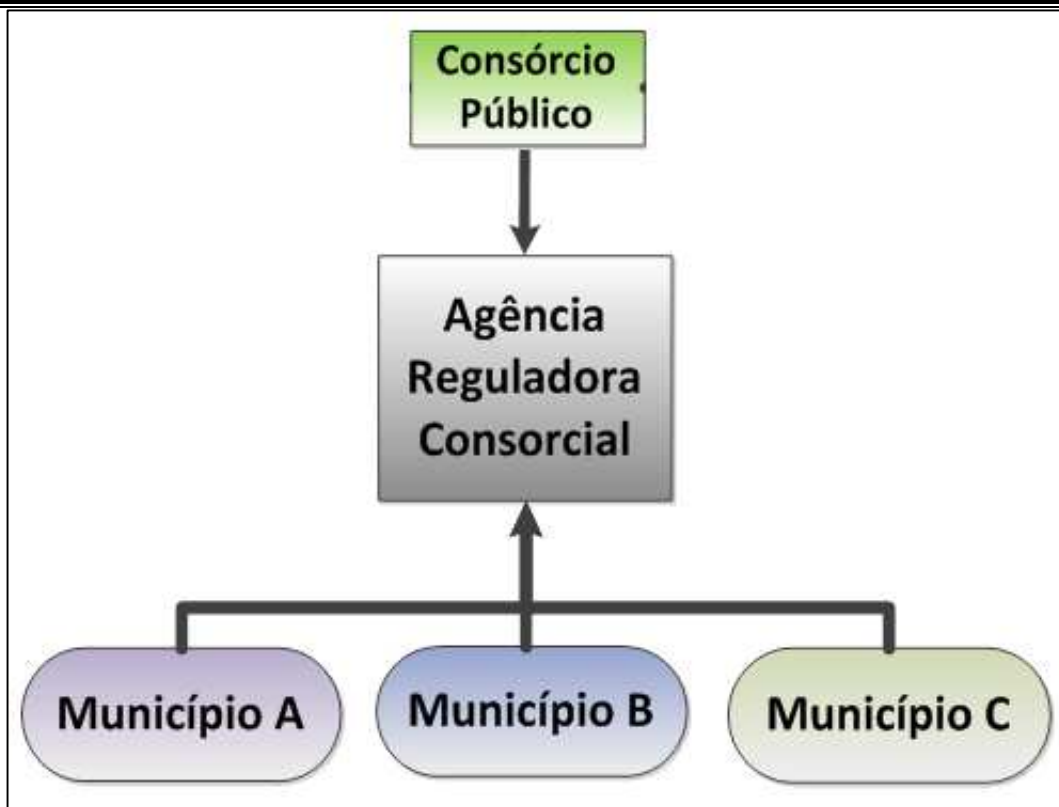 Consórcio
Público
Agência
Reguladora
Consorcial
Município A
Município B
Município C